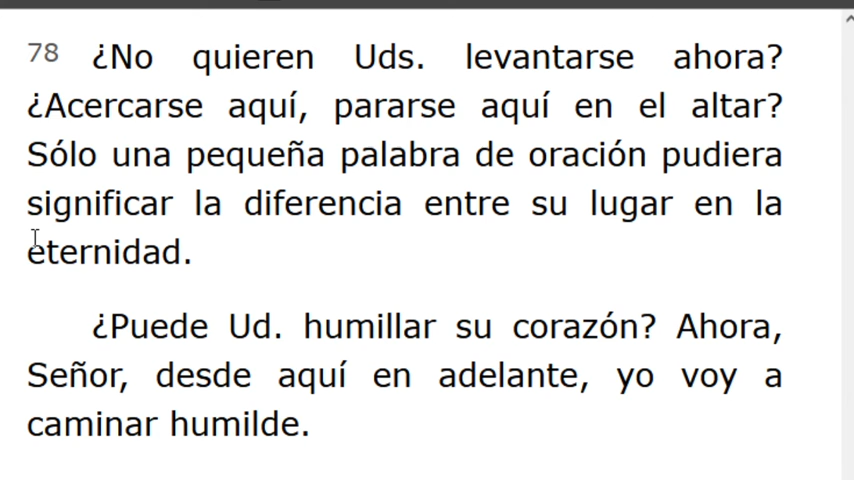 78 ¿No quieren Uds. levantarse ahora?
¿Acercarse aquí, pararse aquí en el altar?
Sólo una pequeña palabra de oración pudiera
significar la diferencia entre su lugar en la
eternidad.
¿Puede Ud. humillar su corazón? Ahora,
Señor, desde aquí en adelante, yo voy a
caminar humilde.